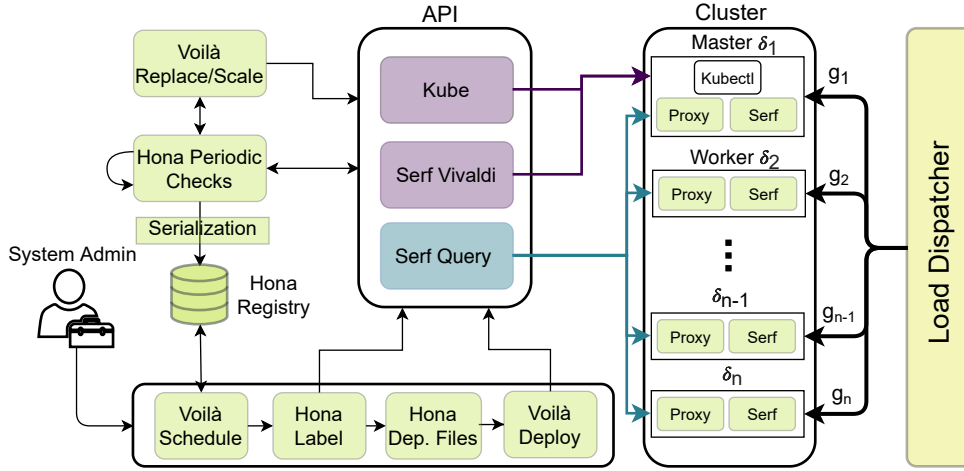 API
Cluster
Voilà
Replace/Scale
Hona Periodic
Checks
Serialization
System Admin
Hona
Registry
Kube
Serf Vivaldi
Serf Query
Master δ1
Kubectl
Proxy
Serf
Worker δ2
Proxy
Serf
δn-1
Proxy
Serf
δn
Proxy
Serf
g1
g2
gn-1
gn
Load Dispatcher
Voilà
Schedule
Hona
Label
Hona
Dep. Files
Voilà
Deploy